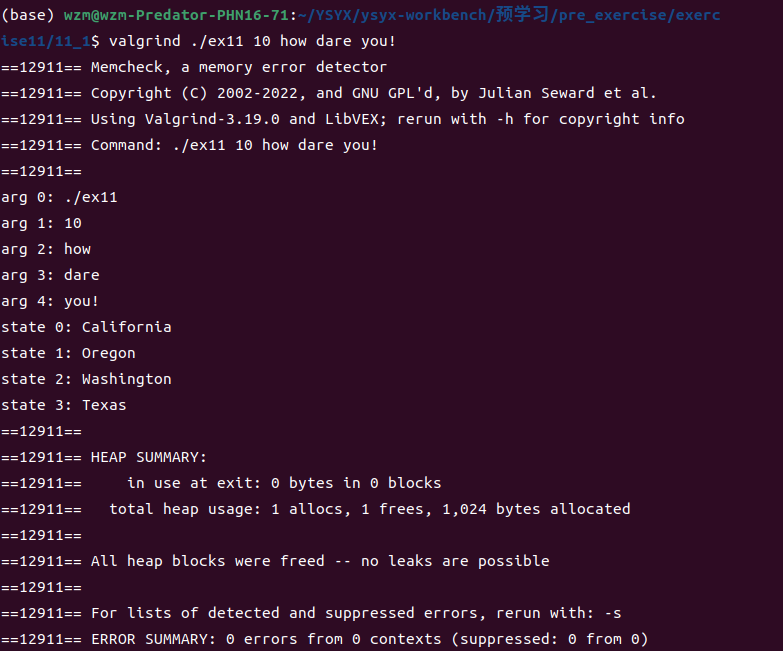 (base) wzm@wzm-Predator-PHN16-71:~/YSYX/ysyx-workbench/预学习/pre_exercise/exerc
ise11/11_1$ valgrind ./ex11 10 how dare you!
==12911== Memcheck, a memory error detector
==12911== Copyright (C) 2002-2022, and GNU GPL'd, by Julian Seward et al.
==12911== Using Valgrind-3.19.0 and LibVEX; rerun with -h for copyright info
==12911== Command: ./ex11 10 how dare you!
==12911==
arg 0: ./ex11
arg 1: 10
arg 2: how
arg 3: dare
arg 4: you!
state 0: California
state 1: Oregon
state 2: Washington
state 3: Texas
==12911==
==12911== HEAP SUMMARY:
==12911==     in use at exit: 0 bytes in 0 blocks
==12911==   total heap usage: 1 allocs, 1 frees, 1,024 bytes allocated
==12911==
==12911== All heap blocks were freed -- no leaks are possible
==12911==
==12911== For lists of detected and suppressed errors, rerun with: -s
==12911== ERROR SUMMARY: 0 errors from 0 contexts (suppressed: 0 from 0)